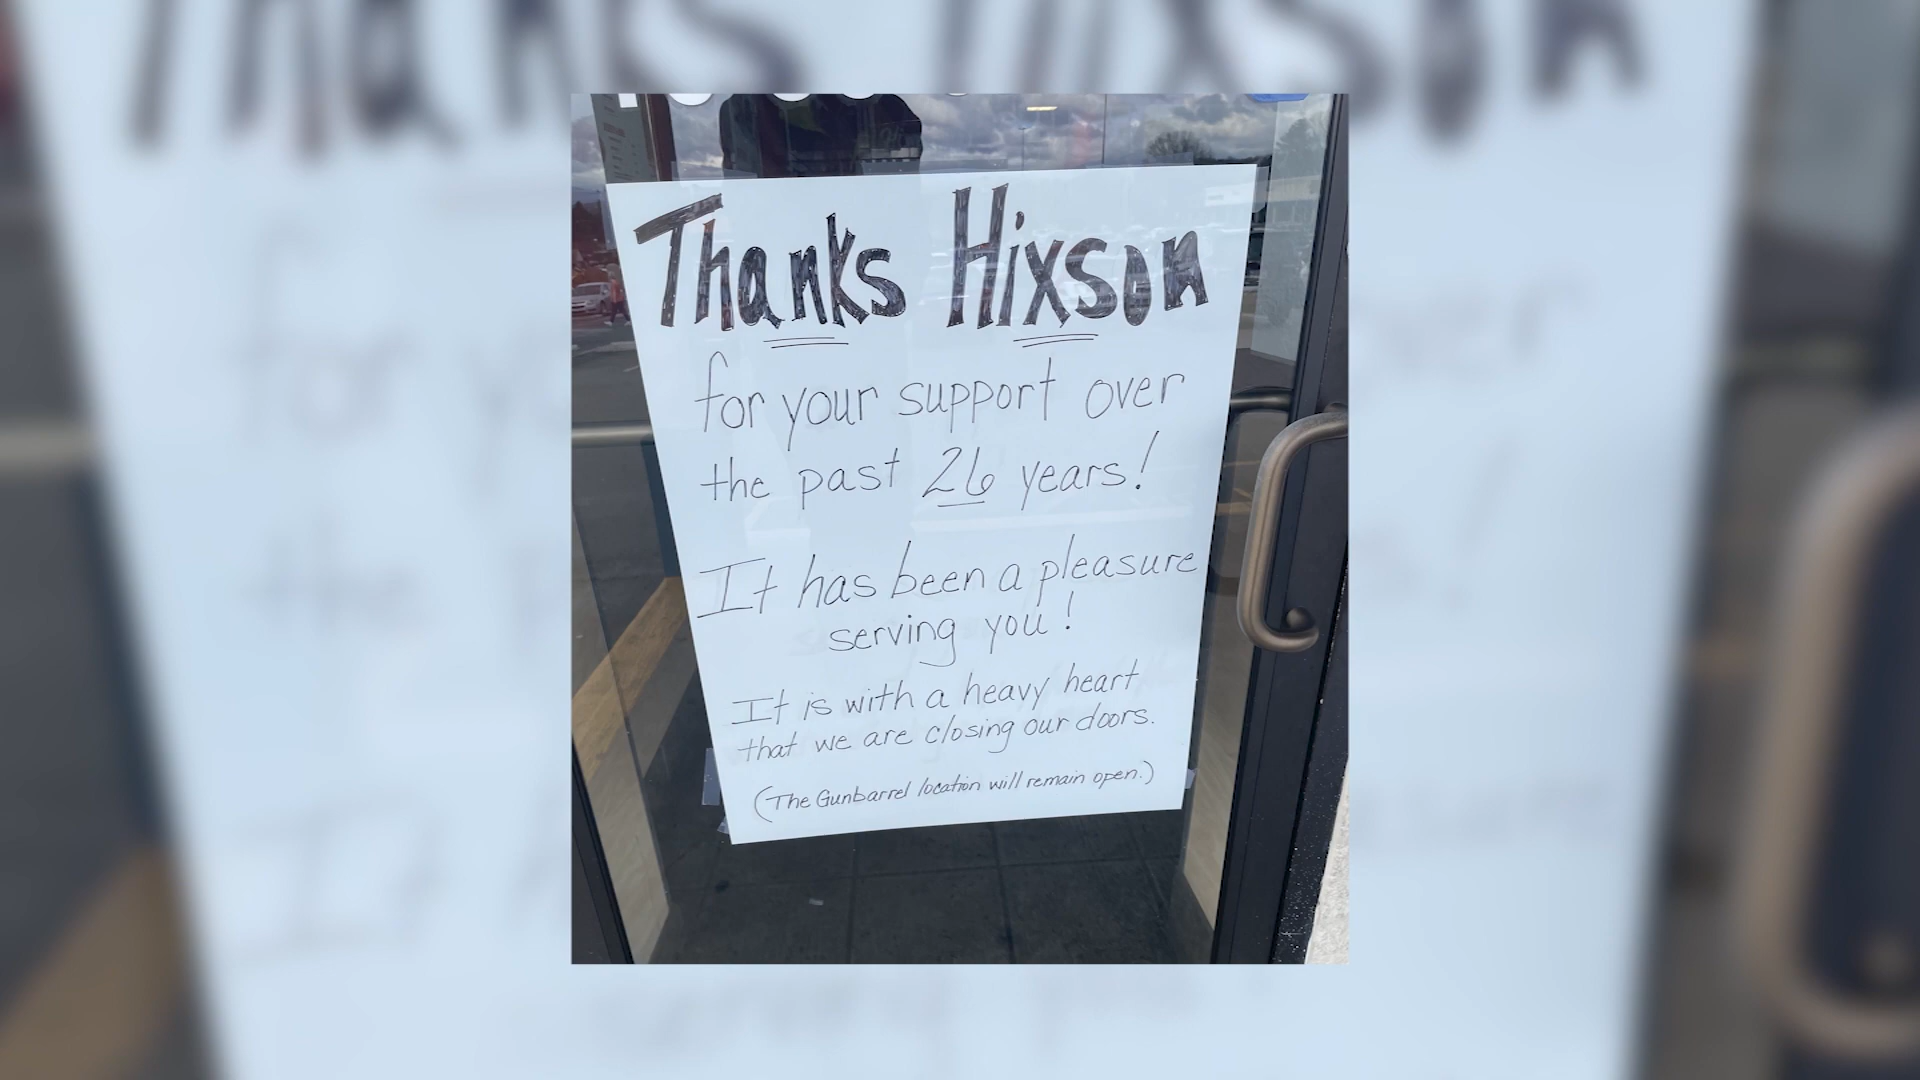 Thanks Hixson
for your support over
the past 26 years!
It has been a pleasure
serving you!
It is with a heavy heart
that we are closing our doors.
(The Gunbarrel location will remain open.)